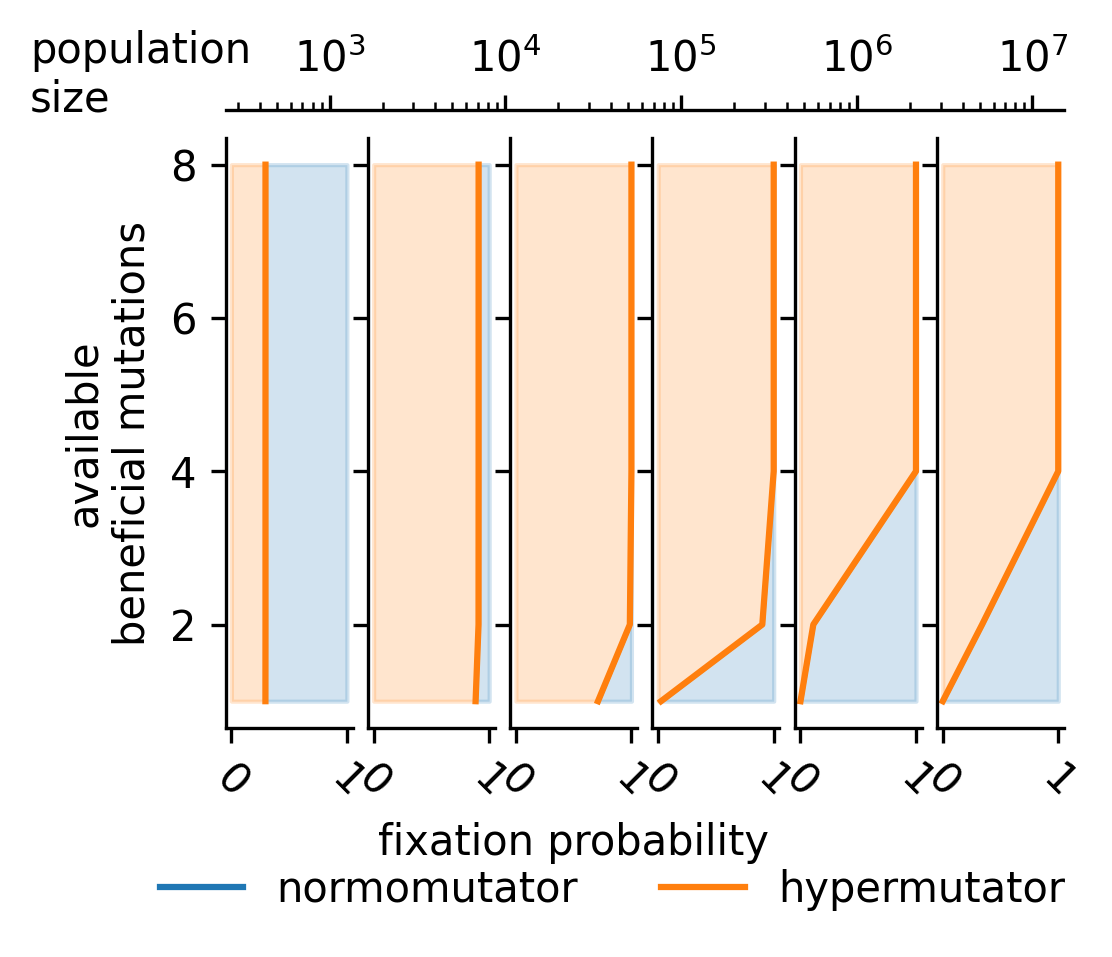 population
size
10³ 10⁴ 10⁵ 10⁶ 10⁷
8
6
4
2
available
beneficial mutations
0 1 0 1 0 1 0 1 0 1 0 1
fixation probability
normomutator hypermutator